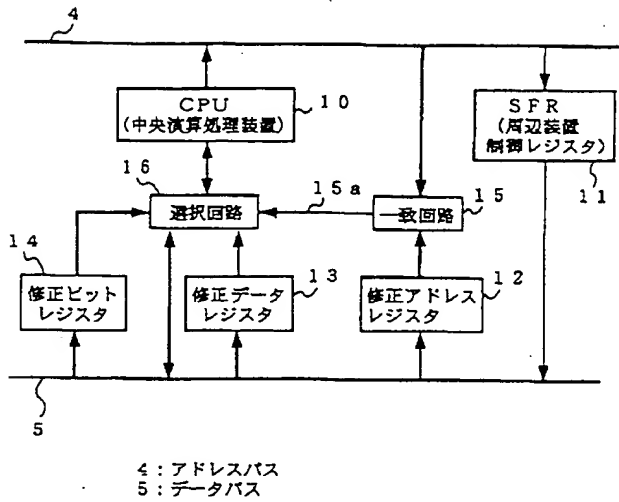 4
CPU
(中央演算処理装置)
10
SFR
(周辺装置
制御レジスタ)
11
16
選択回路
15a
一致回路
15
14
修正ビット
レジスタ
修正データ
レジスタ
13
修正アドレス
レジスタ
12
5
4:アドレスバス
5:データバス